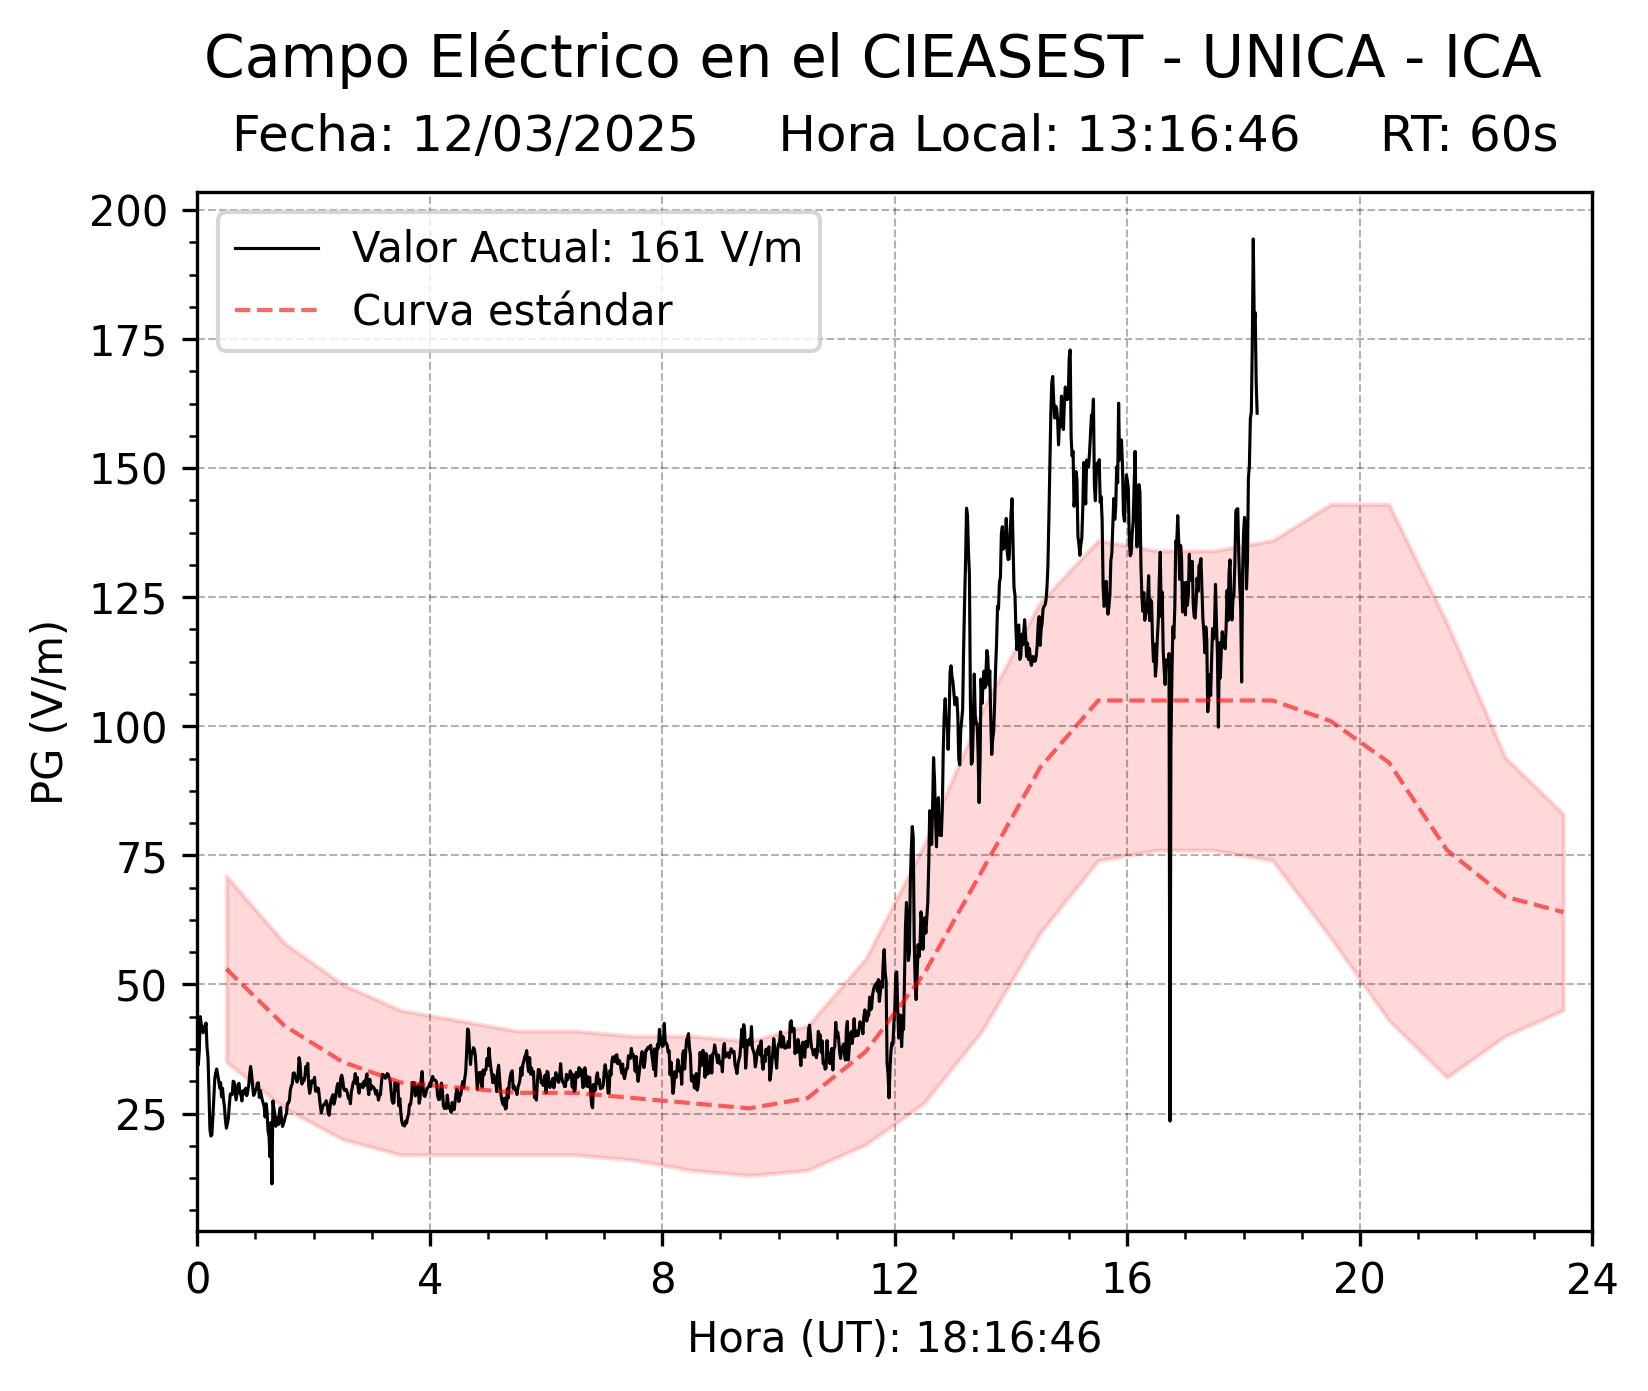 Campo Eléctrico en el CIEASEST - UNICA - ICA
Fecha: 12/03/2025 Hora Local: 13:16:46 RT: 60s
Valor Actual: 161 V/m
Curva estándar
200
175
150
125
100
75
50
25
PG (V/m)
0 4 8 12 16 20 24
Hora (UT): 18:16:46